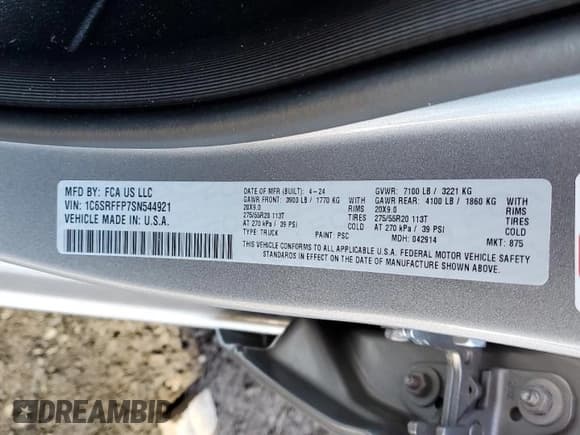 MFD BY: FCA US LLC
VIN: 1C6SRFFP7SN544921
VEHICLE MADE IN U.S.A.
DATE OF MFR (BUILT): 4-24
GVWR: 7100 LB / 3221 KG
GAWR FRONT: 3903 LB / 1770 KG WITH
GAWR REAR: 4100 LB / 1860 KG WITH
20X9.0 RIMS
20X9.0 RIMS
275/55R20 113T TIRES
275/55R20 113T TIRES
AT 270 kPa / 39 PSI COLD
AT 270 kPa / 39 PSI COLD
TYPE: TRUCK PAINT: PSC MDH: 042914 MKT: 875
THIS VEHICLE CONFORMS TO ALL APPLICABLE U.S.A. FEDERAL MOTOR VEHICLE SAFETY
STANDARDS IN EFFECT ON THE DATE OF MANUFACTURE SHOWN ABOVE.
DREAMBID